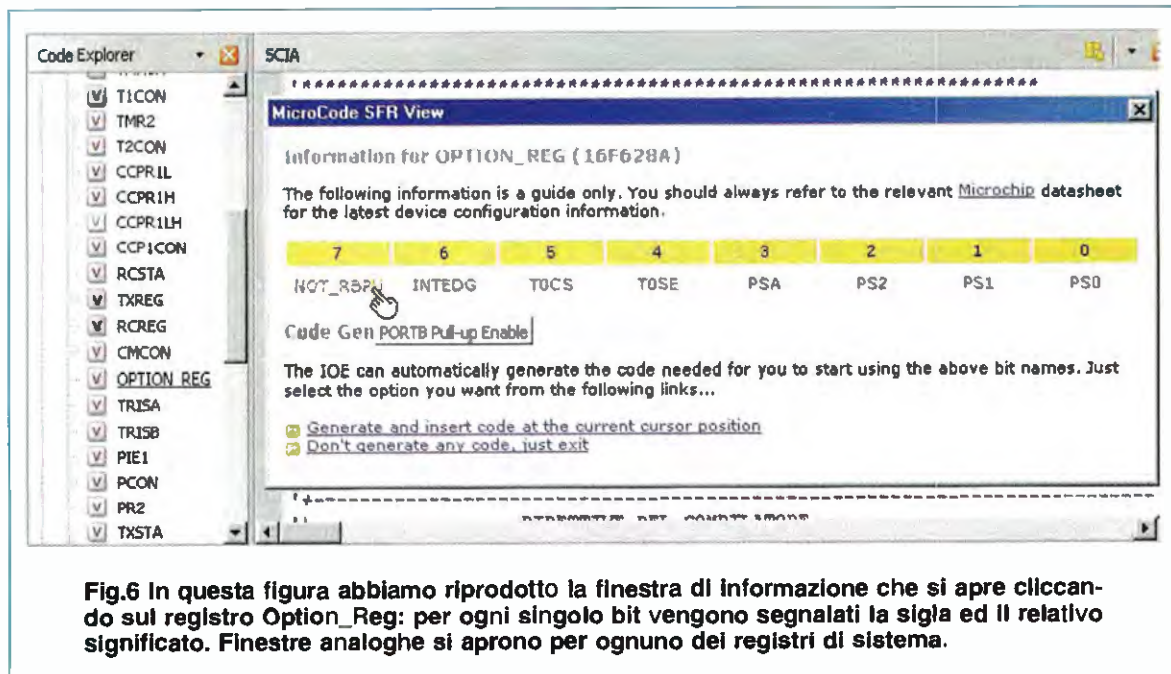 Code Explorer
T1CON
TMR2
T2CON
CCPR1L
CCPR1H
CCPR1LH
CCP1CON
RCSTA
TXREG
RCREG
CMCON
OPTION_REG
TRISA
TRISB
PIE1
PCON
PR2
TXSTA
SCIA
MicroCode SFR View
Information for OPTION_REG (16F628A)
The following information is a guide only. You should always refer to the relevant Microchip datasheet
for the latest device configuration information.
7 6 5 4 3 2 1 0
NOT_RBPU INTEDG T0CS T0SE PSA PS2 PS1 PS0
Code Gen PORTB Pull-up Enable
The IOE can automatically generate the code needed for you to start using the above bit names. Just
select the option you want from the following links...
Generate and insert code at the current cursor position
Don't generate any code, just exit
Fig.6 In questa figura abbiamo riprodotto la finestra di informazione che si apre cliccan-
do sul registro Option_Reg: per ogni singolo bit vengono segnalati la sigla ed il relativo
significato. Finestre analoghe si aprono per ognuno dei registri di sistema.